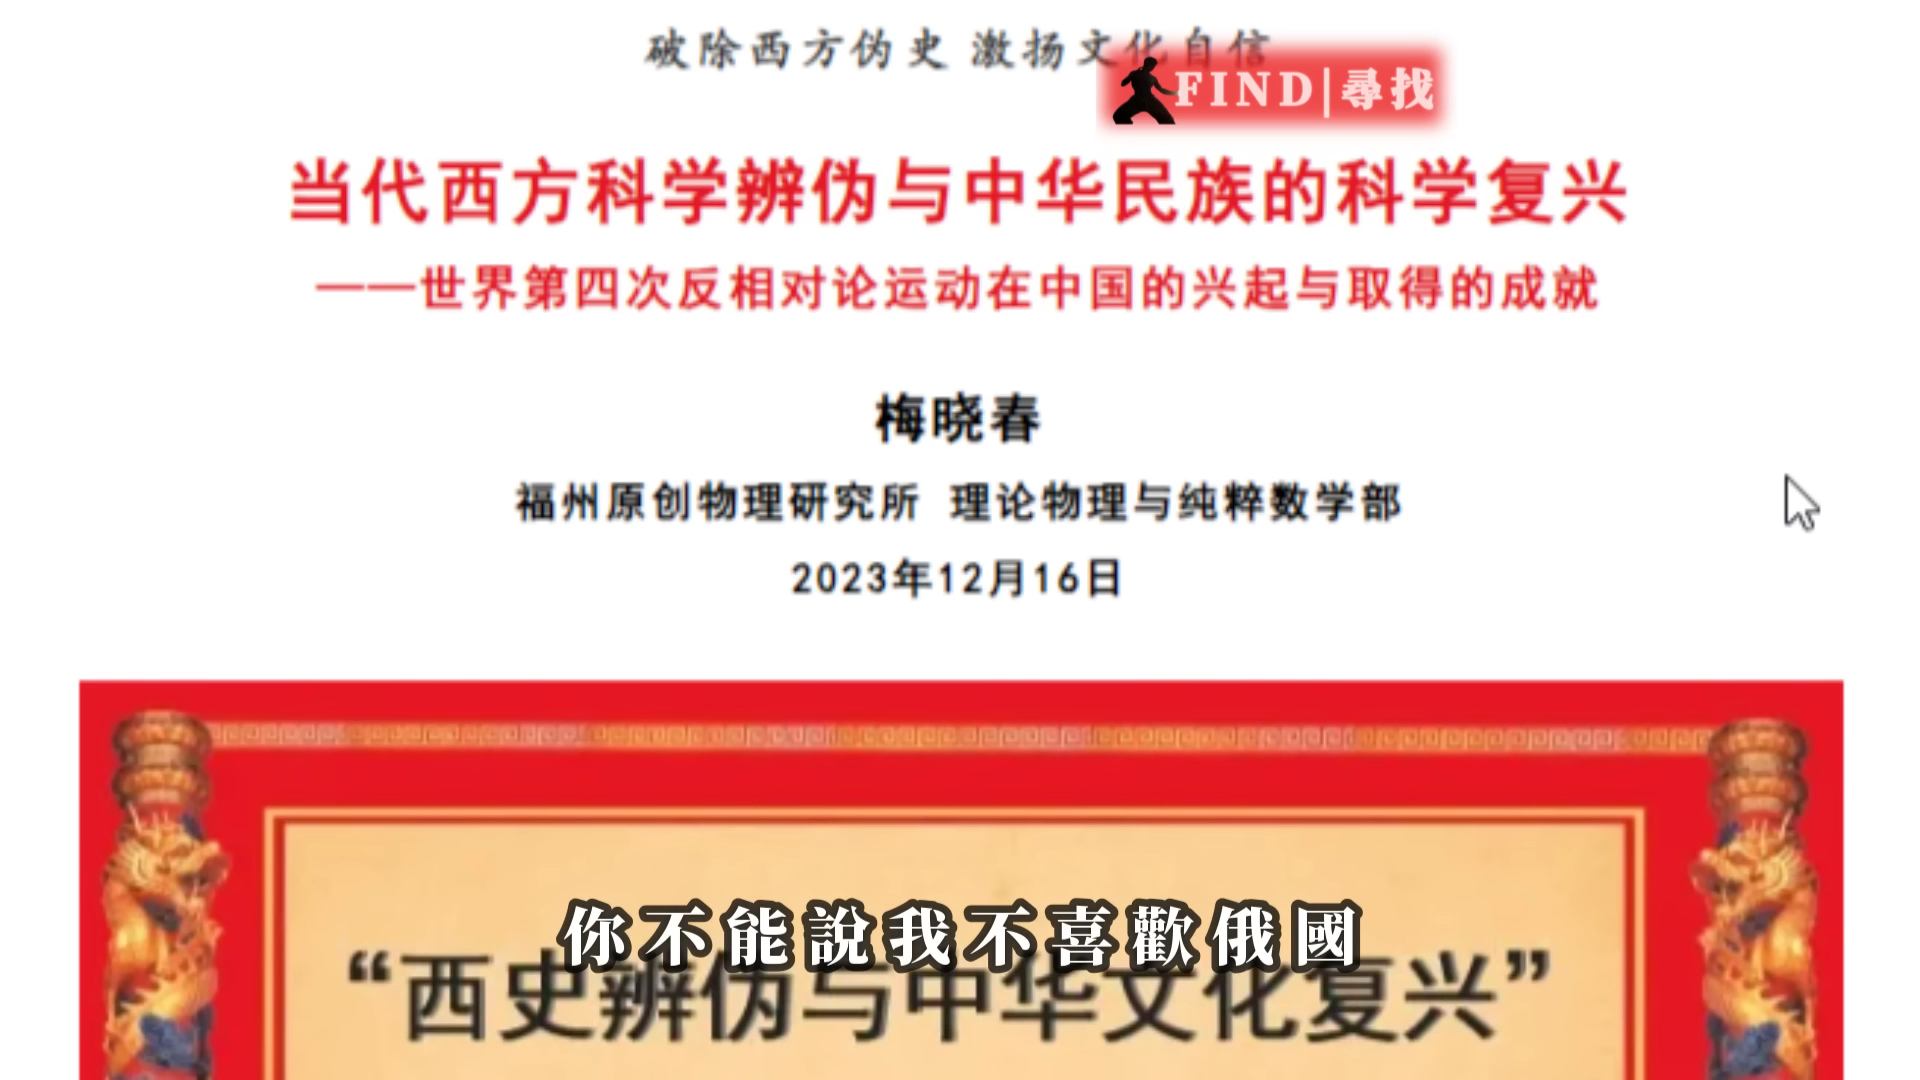 破除西方伪史 激扬文化自信
FIND|尋找
当代西方科学辨伪与中华民族的科学复兴
——世界第四次反相对论运动在中国的兴起与取得的成就
梅晓春
福州原创物理研究所 理论物理与纯粹数学部
2023年12月16日
你不能說我不喜歡俄國
“西史辨伪与中华文化复兴”